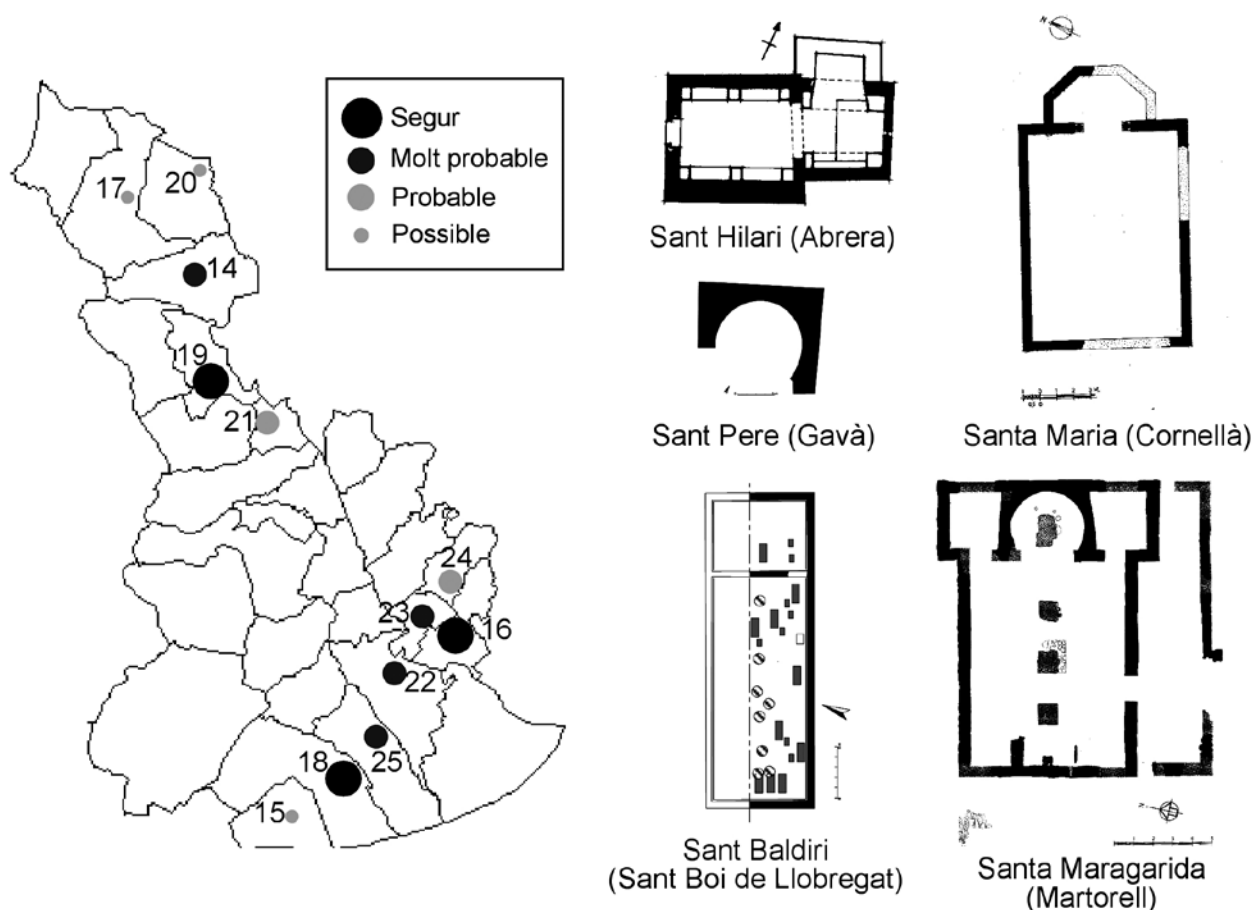 Segur
Molt probable
Probable
Possible
17
20
14
19
21
24
23
16
22
25
18
15
Sant Hilari (Abrera)
Sant Pere (Gavà)
Santa Maria (Cornellà)
Sant Baldiri
(Sant Boi de Llobregat)
Santa Maragarida
(Martorell)